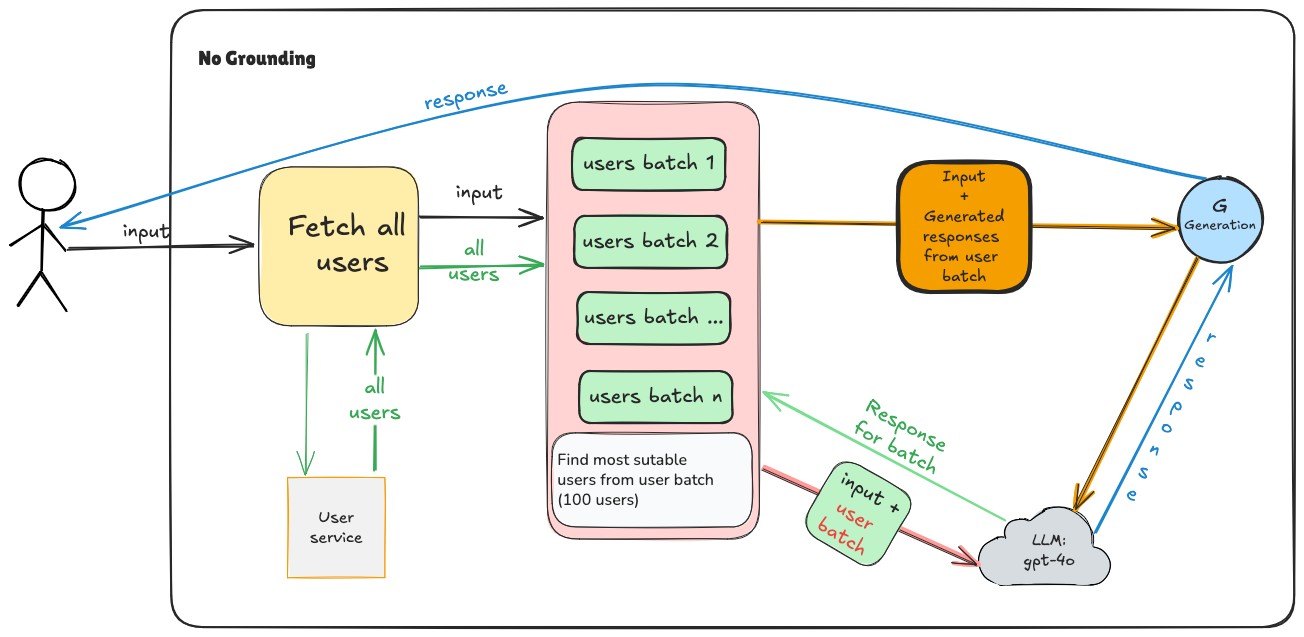 No Grounding
response
input
Fetch all
users
input
all
users
all
users
User
service
users batch 1
users batch 2
users batch ...
users batch n
Find most sutable
users from user batch
(100 users)
Input
+
Generated
responses
from user
batch
G
Generation
response
Response
for batch
input +
user
batch
LLM:
gpt-4o